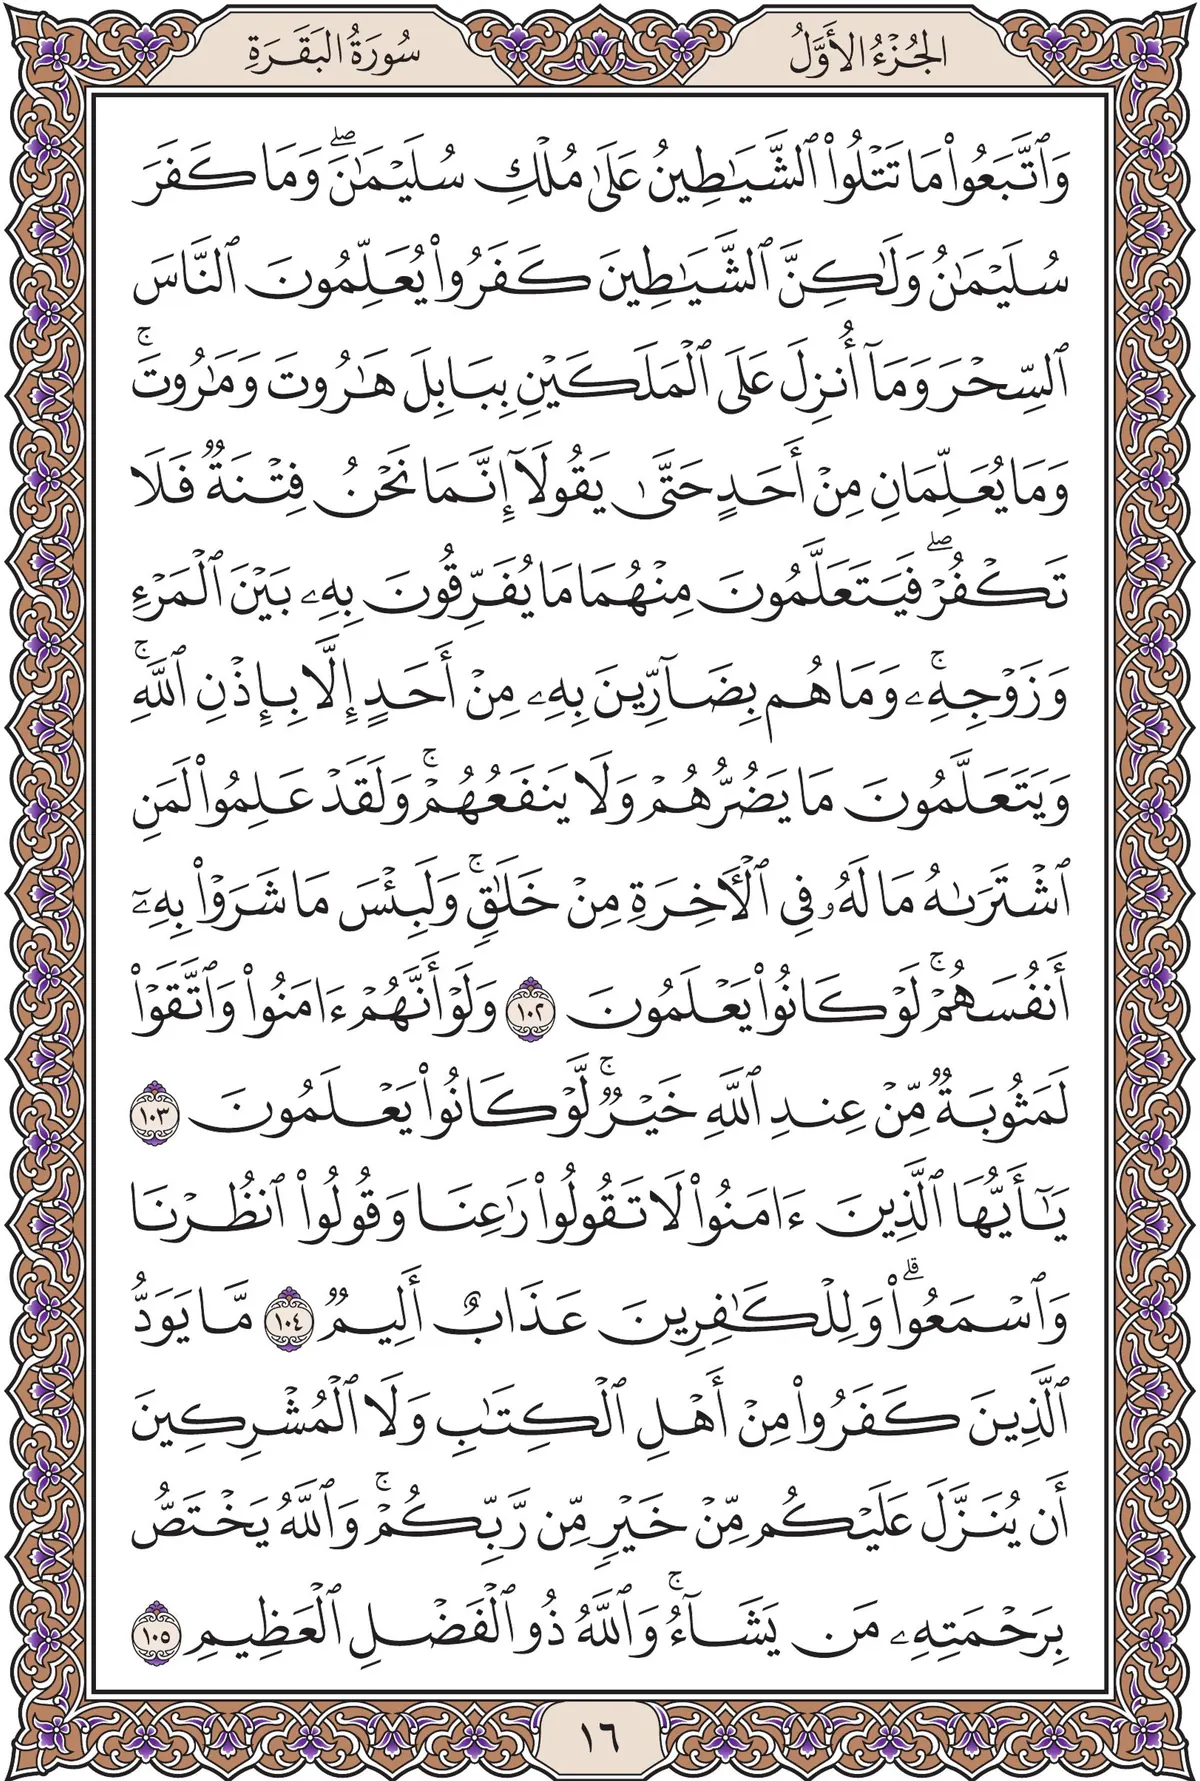 الجُزْءُ الأَوَّلُ
سُورَةُ البَقَرَةِ
وَٱتَّبَعُوا۟ مَا تَتْلُوا۟ ٱلشَّيَـٰطِينُ عَلَىٰ مُلْكِ سُلَيْمَـٰنَ ۖ وَمَا كَفَرَ
سُلَيْمَـٰنُ وَلَـٰكِنَّ ٱلشَّيَـٰطِينَ كَفَرُوا۟ يُعَلِّمُونَ ٱلنَّاسَ
ٱلسِّحْرَ وَمَآ أُنزِلَ عَلَى ٱلْمَلَكَيْنِ بِبَابِلَ هَـٰرُوتَ وَمَـٰرُوتَ ۚ
وَمَا يُعَلِّمَانِ مِنْ أَحَدٍ حَتَّىٰ يَقُولَآ إِنَّمَا نَحْنُ فِتْنَةٌ فَلَا
تَكْفُرْ ۖ فَيَتَعَلَّمُونَ مِنْهُمَا مَا يُفَرِّقُونَ بِهِۦ بَيْنَ ٱلْمَرْءِ
وَزَوْجِهِۦ ۚ وَمَا هُم بِضَآرِّينَ بِهِۦ مِنْ أَحَدٍ إِلَّا بِإِذْنِ ٱللَّهِ ۚ
وَيَتَعَلَّمُونَ مَا يَضُرُّهُمْ وَلَا يَنفَعُهُمْ ۚ وَلَقَدْ عَلِمُوا۟ لَمَنِ
ٱشْتَرَىٰهُ مَا لَهُۥ فِى ٱلْـَٔاخِرَةِ مِنْ خَلَـٰقٍ ۚ وَلَبِئْسَ مَا شَرَوْا۟ بِهِۦٓ
أَنفُسَهُمْ ۚ لَوْ كَانُوا۟ يَعْلَمُونَ ١٠٢ وَلَوْ أَنَّهُمْ ءَامَنُوا۟ وَٱتَّقَوْا۟
لَمَثُوبَةٌ مِّنْ عِندِ ٱللَّهِ خَيْرٌ ۚ لَّوْ كَانُوا۟ يَعْلَمُونَ ١٠٣
يَـٰٓأَيُّهَا ٱلَّذِينَ ءَامَنُوا۟ لَا تَقُولُوا۟ رَٰعِنَا وَقُولُوا۟ ٱنظُرْنَا
وَٱسْمَعُوا۟ ۗ وَلِلْكَـٰفِرِينَ عَذَابٌ أَلِيمٌ ١٠٤ مَّا يَوَدُّ
ٱلَّذِينَ كَفَرُوا۟ مِنْ أَهْلِ ٱلْكِتَـٰبِ وَلَا ٱلْمُشْرِكِينَ
أَن يُنَزَّلَ عَلَيْكُم مِّنْ خَيْرٍ مِّن رَّبِّكُمْ ۚ وَٱللَّهُ يَخْتَصُّ
بِرَحْمَتِهِۦ مَن يَشَآءُ ۚ وَٱللَّهُ ذُو ٱلْفَضْلِ ٱلْعَظِيمِ ١٠٥
١٦